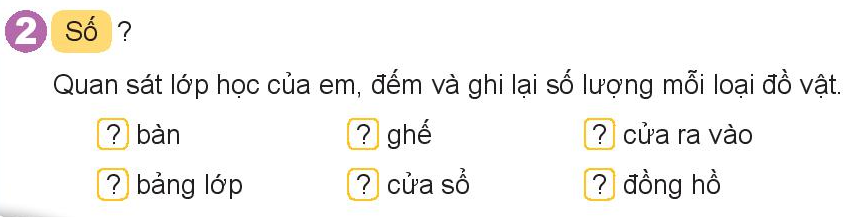 2 Số ?
Quan sát lớp học của em, đếm và ghi lại số lượng mỗi loại đồ vật.
? bàn ? ghế ? cửa ra vào
? bảng lớp ? cửa sổ ? đồng hồ